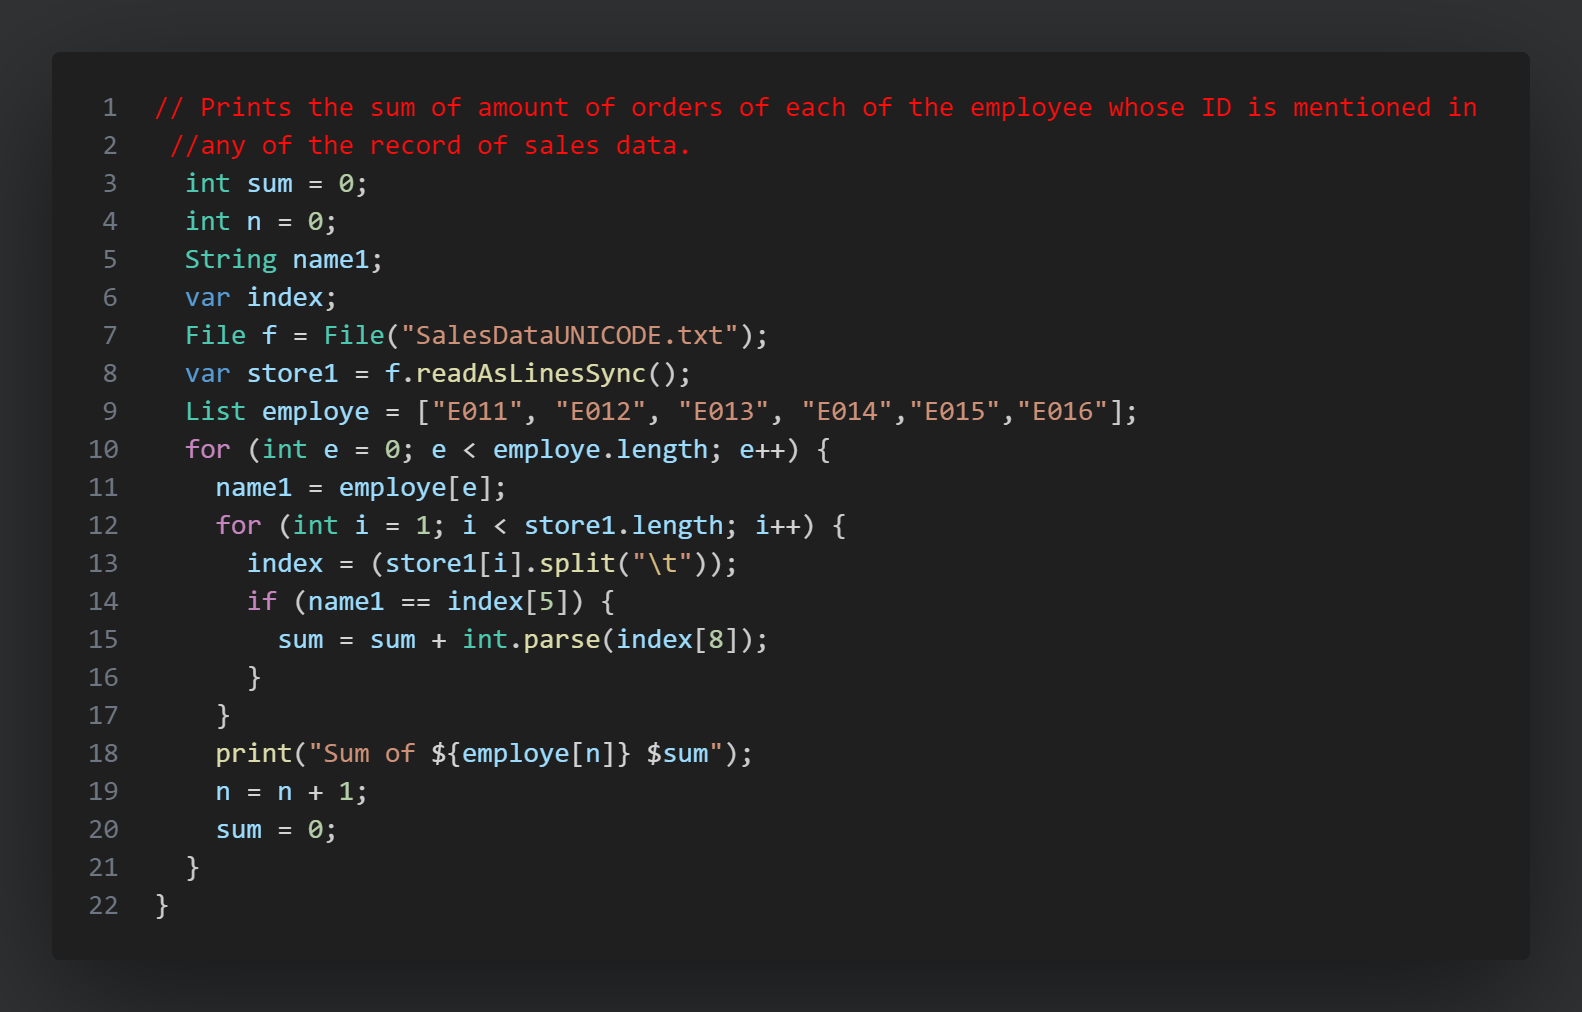 1 // Prints the sum of amount of orders of each of the employee whose ID is mentioned in
2 //any of the record of sales data.
3 int sum = 0;
4 int n = 0;
5 String name1;
6 var index;
7 File f = File("SalesDataUNICODE.txt");
8 var store1 = f.readAsLinesSync();
9 List employe = ["E011", "E012", "E013", "E014","E015","E016"];
10 for (int e = 0; e < employe.length; e++) {
11 name1 = employe[e];
12 for (int i = 1; i < store1.length; i++) {
13 index = (store1[i].split("\t"));
14 if (name1 == index[5]) {
15 sum = sum + int.parse(index[8]);
16 }
17 }
18 print("Sum of ${employe[n]} $sum");
19 n = n + 1;
20 sum = 0;
21 }
22 }